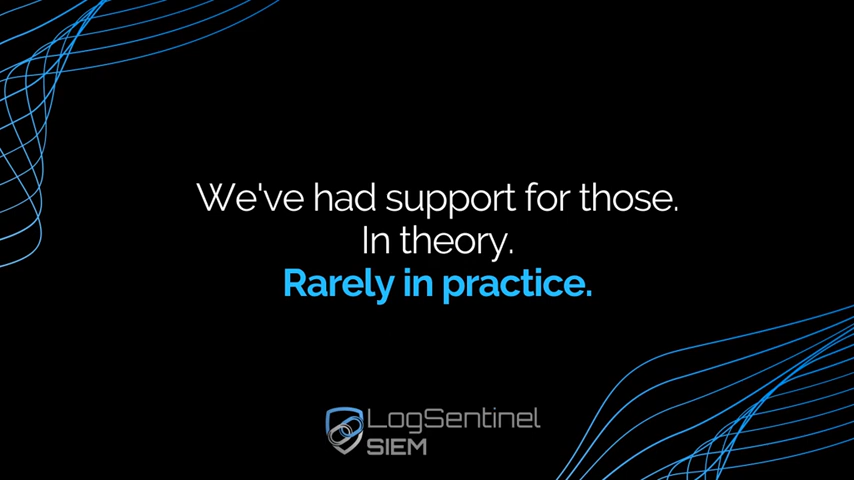 We've had support for those.
In theory.
Rarely in practice.
LogSentinel
SIEM